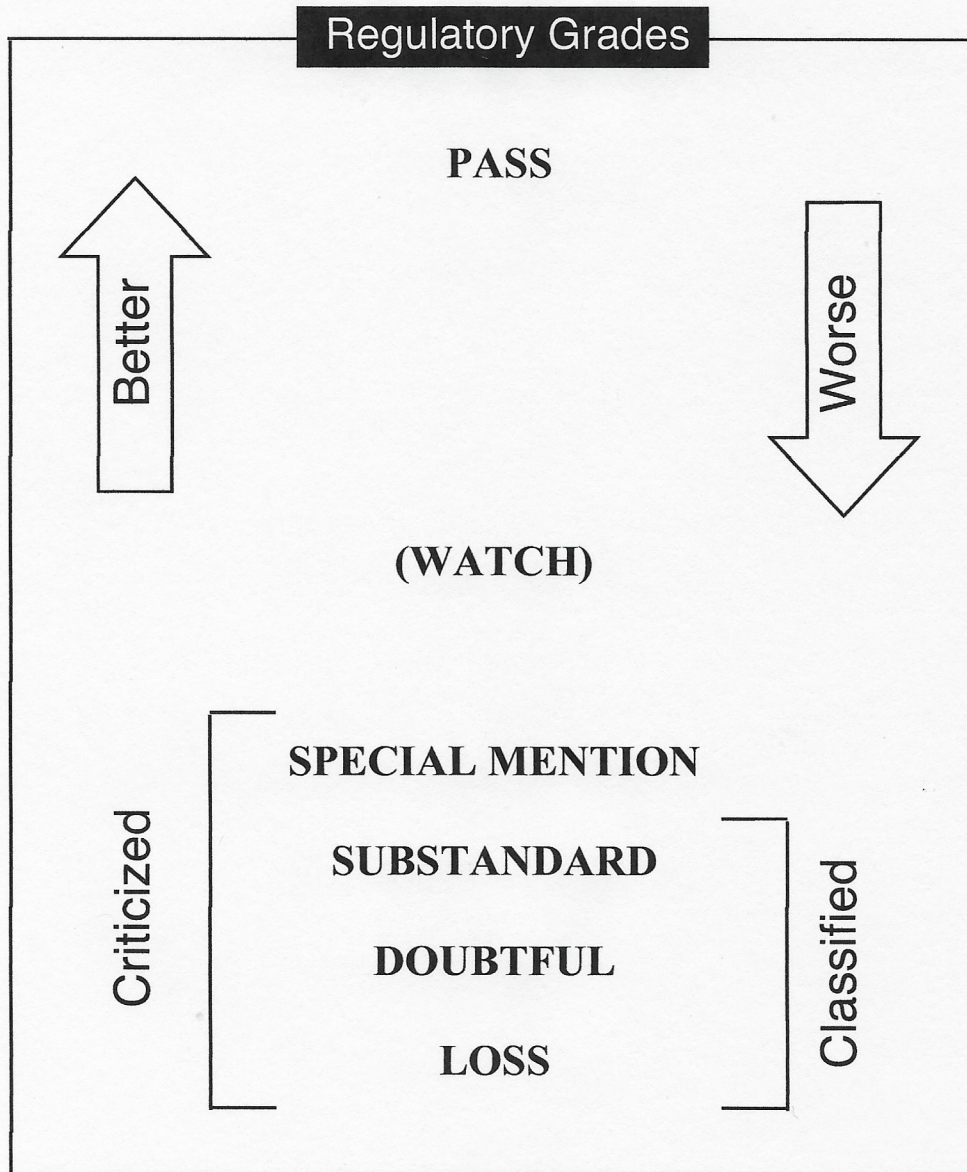 Regulatory Grades
PASS
Better
Worse
(WATCH)
Criticized
SPECIAL MENTION
SUBSTANDARD
DOUBTFUL
LOSS
Classified